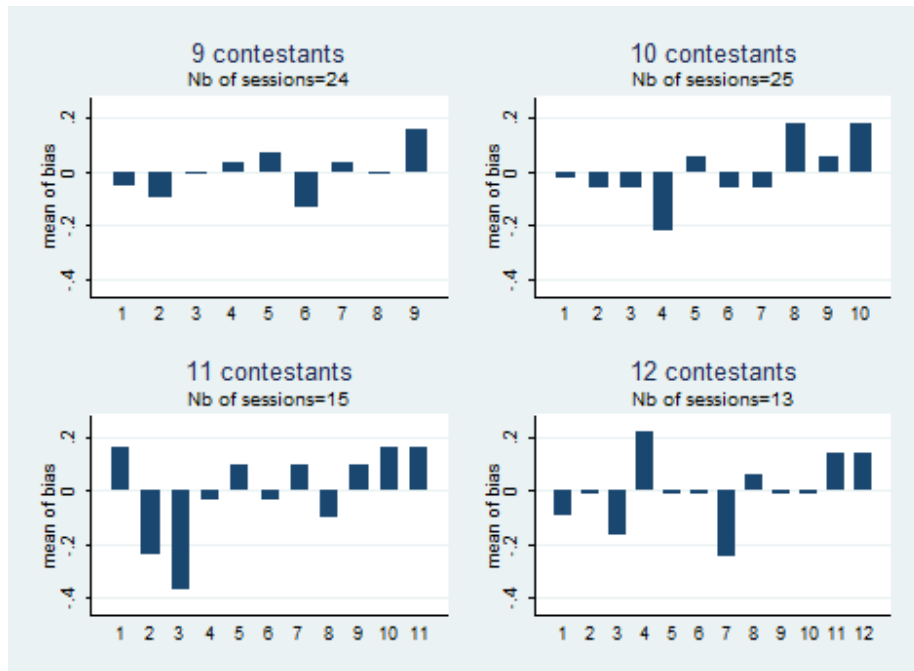 9 contestants
Nb of sessions=24
mean of bias
.2
0
-.2
-.4
1 2 3 4 5 6 7 8 9
10 contestants
Nb of sessions=25
mean of bias
.2
0
-.2
-.4
1 2 3 4 5 6 7 8 9 10
11 contestants
Nb of sessions=15
mean of bias
.2
0
-.2
-.4
1 2 3 4 5 6 7 8 9 10 11
12 contestants
Nb of sessions=13
mean of bias
.2
0
-.2
-.4
1 2 3 4 5 6 7 8 9 10 11 12